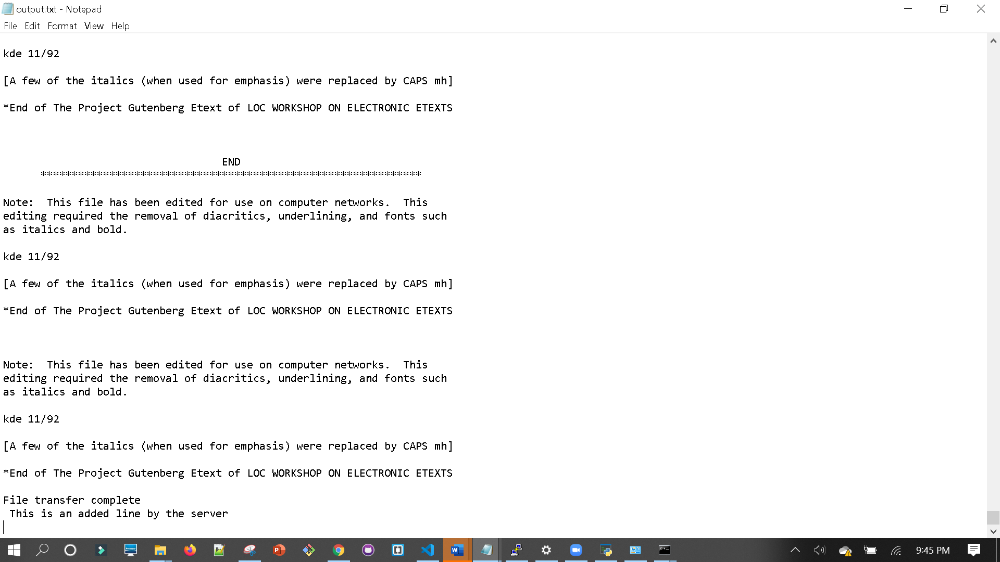 output.txt - Notepad
File Edit Format View Help
kde 11/92
[A few of the italics (when used for emphasis) were replaced by CAPS mh]
*End of The Project Gutenberg Etext of LOC WORKSHOP ON ELECTRONIC ETEXTS
END
*************************************************************
Note:  This file has been edited for use on computer networks.  This
editing required the removal of diacritics, underlining, and fonts such
as italics and bold.
kde 11/92
[A few of the italics (when used for emphasis) were replaced by CAPS mh]
*End of The Project Gutenberg Etext of LOC WORKSHOP ON ELECTRONIC ETEXTS
Note:  This file has been edited for use on computer networks.  This
editing required the removal of diacritics, underlining, and fonts such
as italics and bold.
kde 11/92
[A few of the italics (when used for emphasis) were replaced by CAPS mh]
*End of The Project Gutenberg Etext of LOC WORKSHOP ON ELECTRONIC ETEXTS
File transfer complete
 This is an added line by the server
9:45 PM